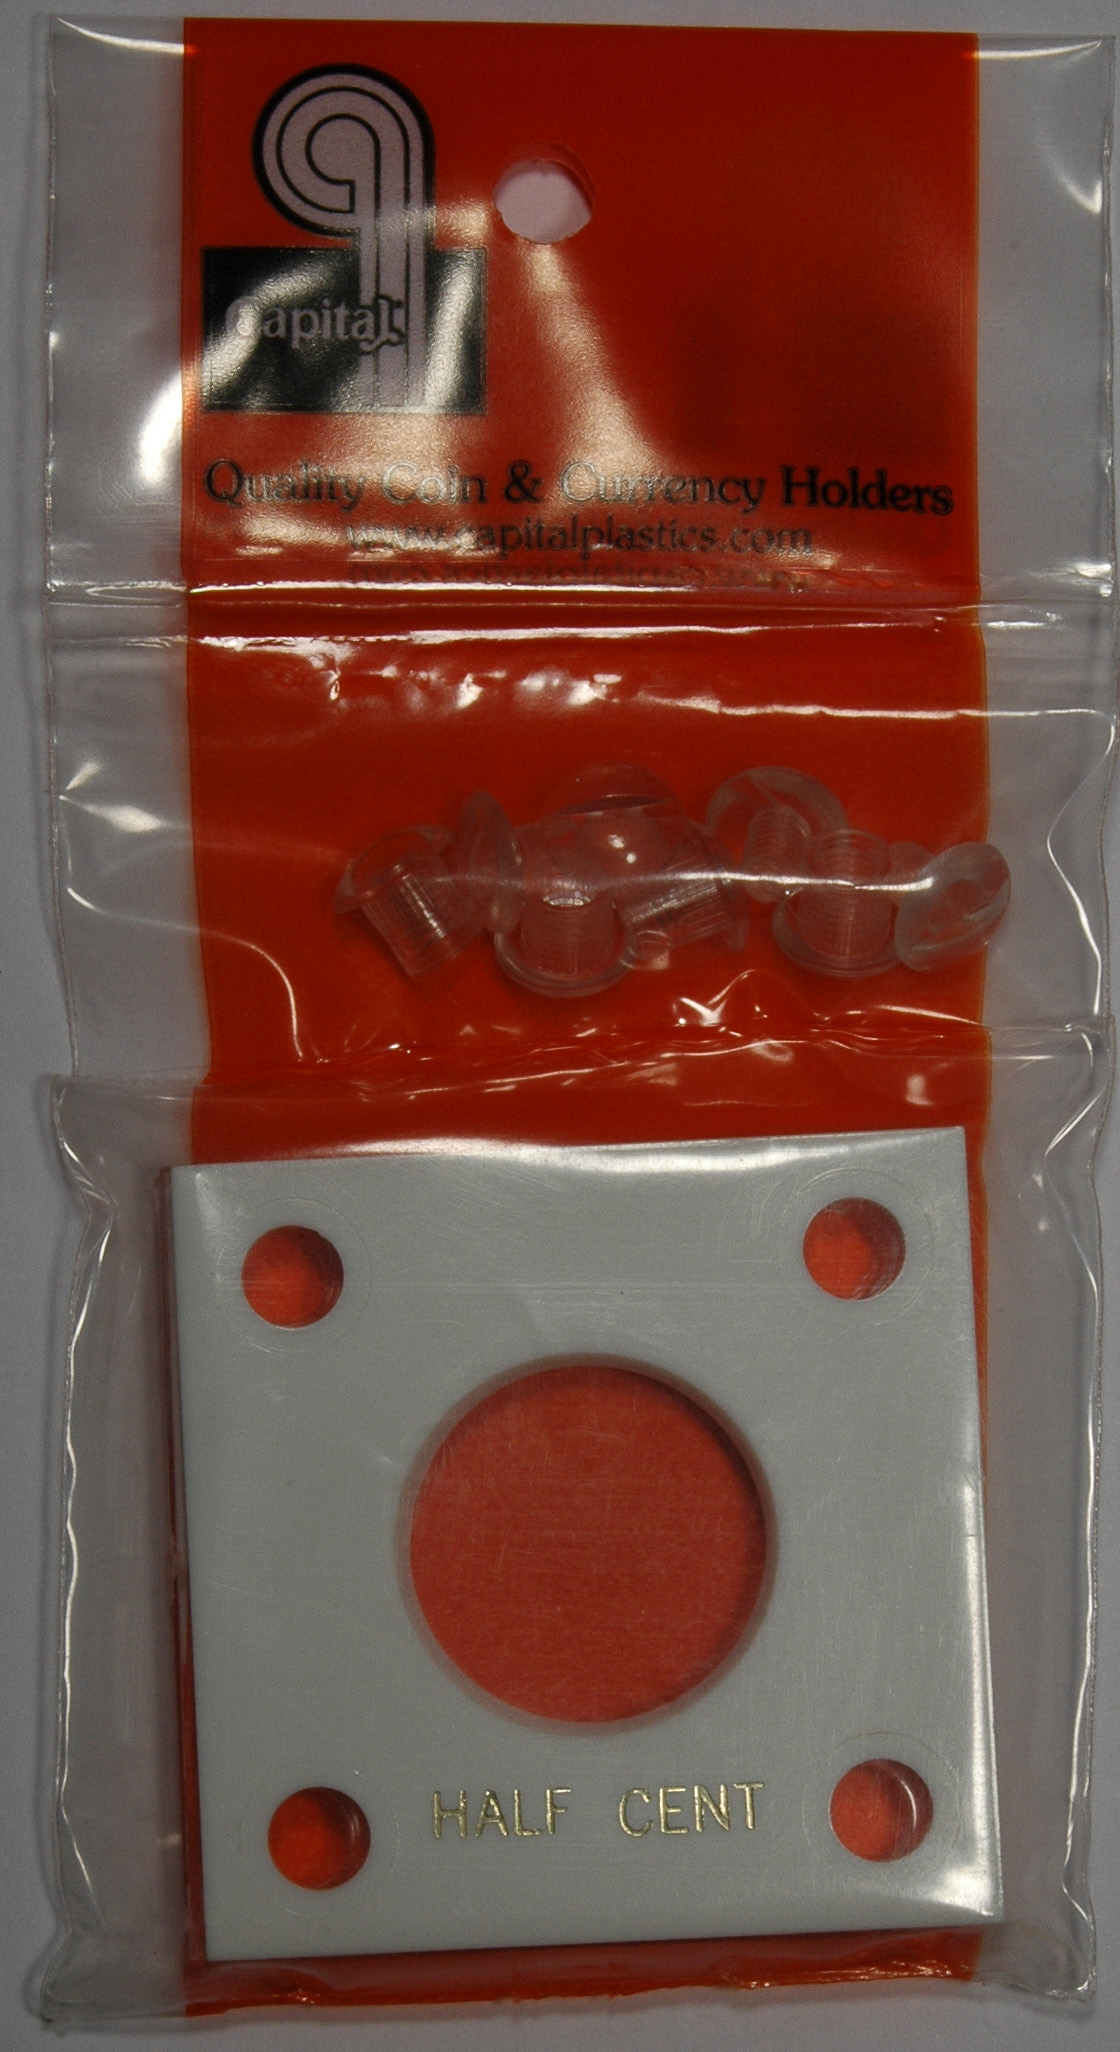 Capital
Quality Coin & Currency Holders
www.capitalplastics.com
HALF CENT